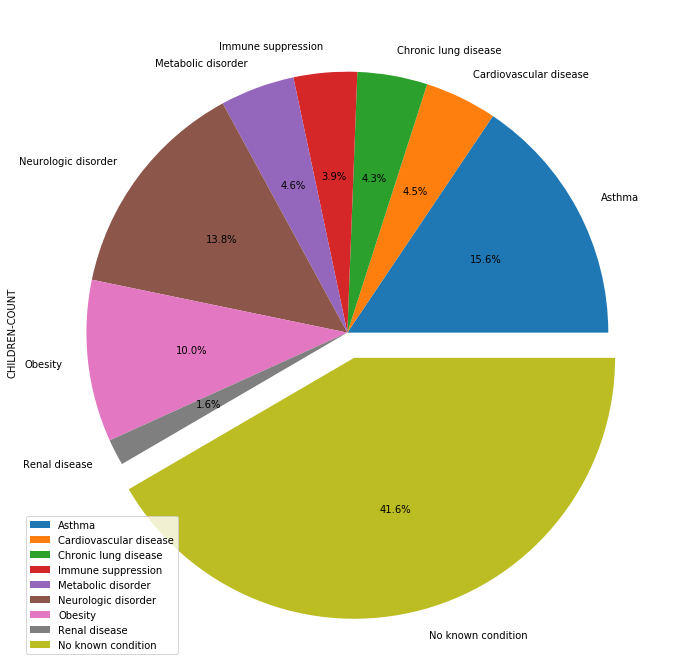 Immune suppression
Chronic lung disease
Metabolic disorder
Cardiovascular disease
Neurologic disorder
Asthma
3.9%
4.3%
4.6%
4.5%
13.8%
15.6%
CHILDREN-COUNT
Obesity
10.0%
1.6%
Renal disease
41.6%
No known condition
Asthma
Cardiovascular disease
Chronic lung disease
Immune suppression
Metabolic disorder
Neurologic disorder
Obesity
Renal disease
No known condition